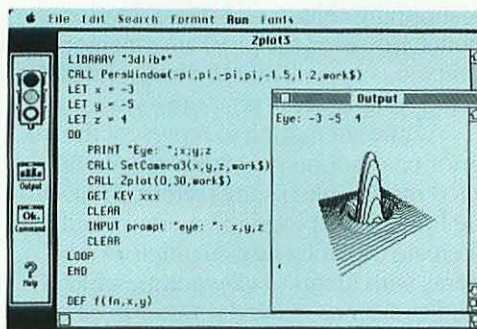 File Edit Search Format Run Fonts
Zplot3
LIBRARY "3dlib*"
CALL PersWindow(-pi,pi,-pi,pi,-1.5,1.2,work$)
LET x = -3
LET y = -5
LET z = 4
DO
PRINT "Eye: ";x;y;z
CALL SetCamera3(x,y,z,work$)
CALL Zplot(0,30,work$)
GET KEY xxx
CLEAR
INPUT prompt "eye: ": x,y,z
CLEAR
LOOP
END
DEF f(fn,x,y)
Output
Ok.
Command
?
Help
Output
Eye: -3 -5 4